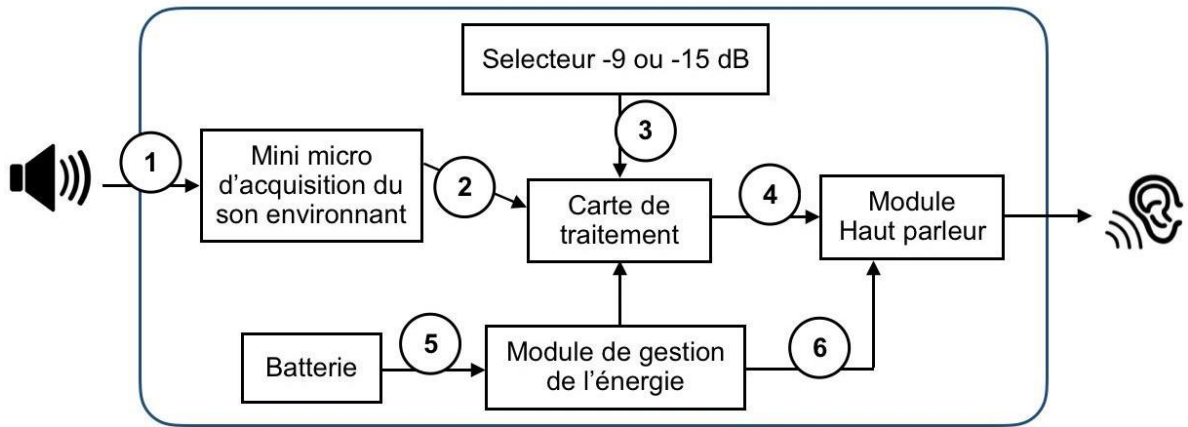 Selecteur -9 ou -15 dB
1
3
Mini micro
d'acquisition du
son environnant
2
Carte de
traitement
4
Module
Haut parleur
Batterie
5
Module de gestion
de l'énergie
6